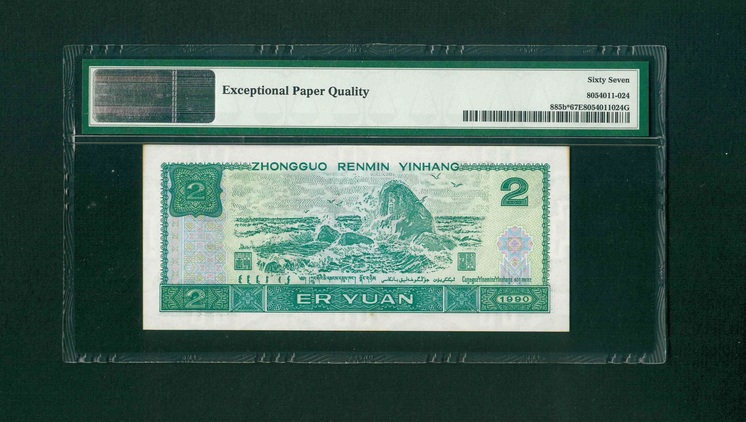 Exceptional Paper Quality
Sixty Seven
8054011-024
885b*67E8054011024G
ZHONGGUO RENMIN YINHANG
2
2
2
ER YUAN
1990